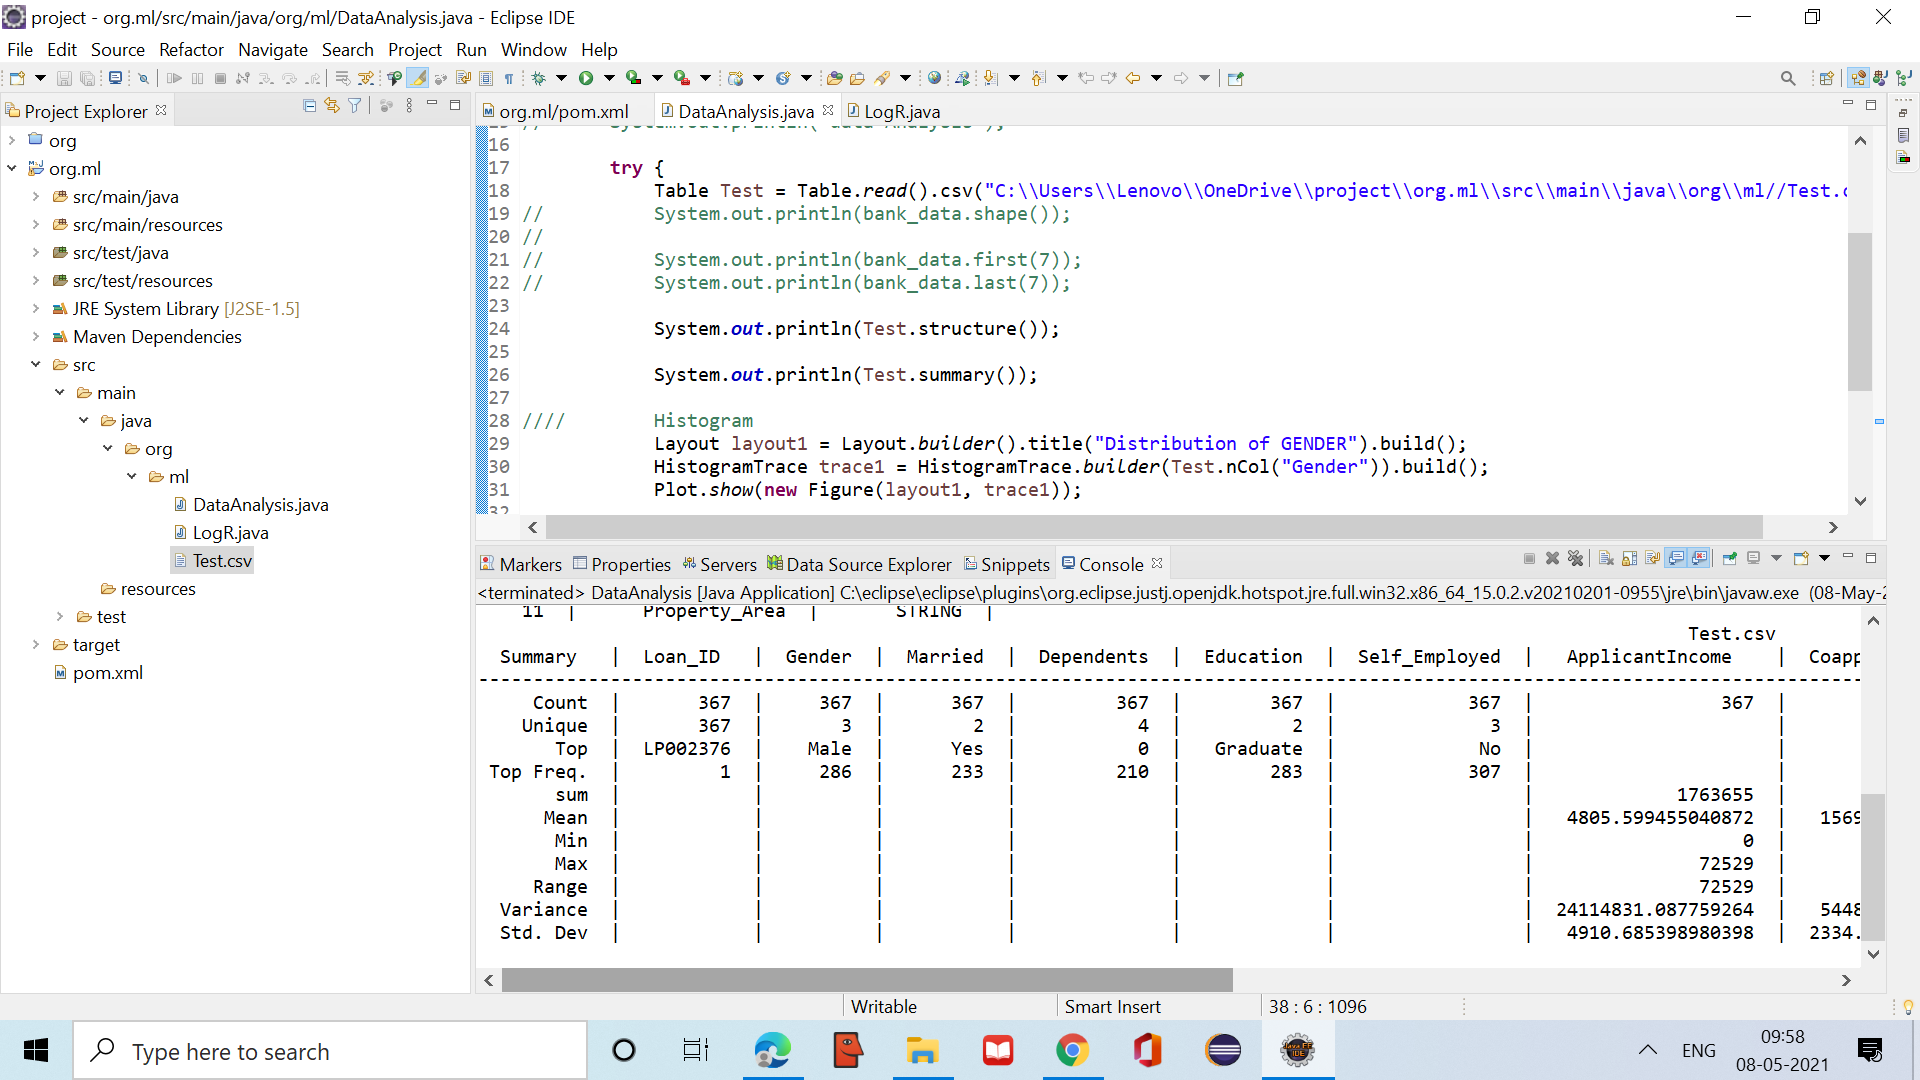 project - org.ml/src/main/java/org/ml/DataAnalysis.java - Eclipse IDE
File Edit Source Refactor Navigate Search Project Run Window Help
Project Explorer
org
org.ml
src/main/java
src/main/resources
src/test/java
src/test/resources
JRE System Library [J2SE-1.5]
Maven Dependencies
src
main
java
org
ml
DataAnalysis.java
LogR.java
Test.csv
resources
test
target
pom.xml
org.ml/pom.xml DataAnalysis.java LogR.java
16
17 try {
18 Table Test = Table.read().csv("C:\\Users\\Lenovo\\OneDrive\\project\\org.ml\\src\\main\\java\\org\\ml//Test.c
19 // System.out.println(bank_data.shape());
20 //
21 // System.out.println(bank_data.first(7));
22 // System.out.println(bank_data.last(7));
23
24 System.out.println(Test.structure());
25
26 System.out.println(Test.summary());
27
28 //// Histogram
29 Layout layout1 = Layout.builder().title("Distribution of GENDER").build();
30 HistogramTrace trace1 = HistogramTrace.builder(Test.nCol("Gender")).build();
31 Plot.show(new Figure(layout1, trace1));
32
Markers Properties Servers Data Source Explorer Snippets Console
<terminated> DataAnalysis [Java Application] C:\eclipse\eclipse\plugins\org.eclipse.justj.openjdk.hotspot.jre.full.win32.x86_64_15.0.2.v20210201-0955\jre\bin\javaw.exe (08-May-2
11 | Property_Area | STRING |
Test.csv
Summary | Loan_ID | Gender | Married | Dependents | Education | Self_Employed | ApplicantIncome | Coapp
Count | 367 | 367 | 367 | 367 | 367 | 367 | 367 |
Unique | 367 | 3 | 2 | 4 | 2 | 3 | |
Top | LP002376 | Male | Yes | 0 | Graduate | No | |
Top Freq. | 1 | 286 | 233 | 210 | 283 | 307 | |
sum | | | | | | | 1763655 |
Mean | | | | | | | 4805.599455040872 | 1569
Min | | | | | | | 0 |
Max | | | | | | | 72529 |
Range | | | | | | | 72529 |
Variance | | | | | | | 24114831.087759264 | 5448
Std. Dev | | | | | | | 4910.685398980398 | 2334.
Writable Smart Insert 38 : 6 : 1096
Type here to search
ENG
09:58
08-05-2021